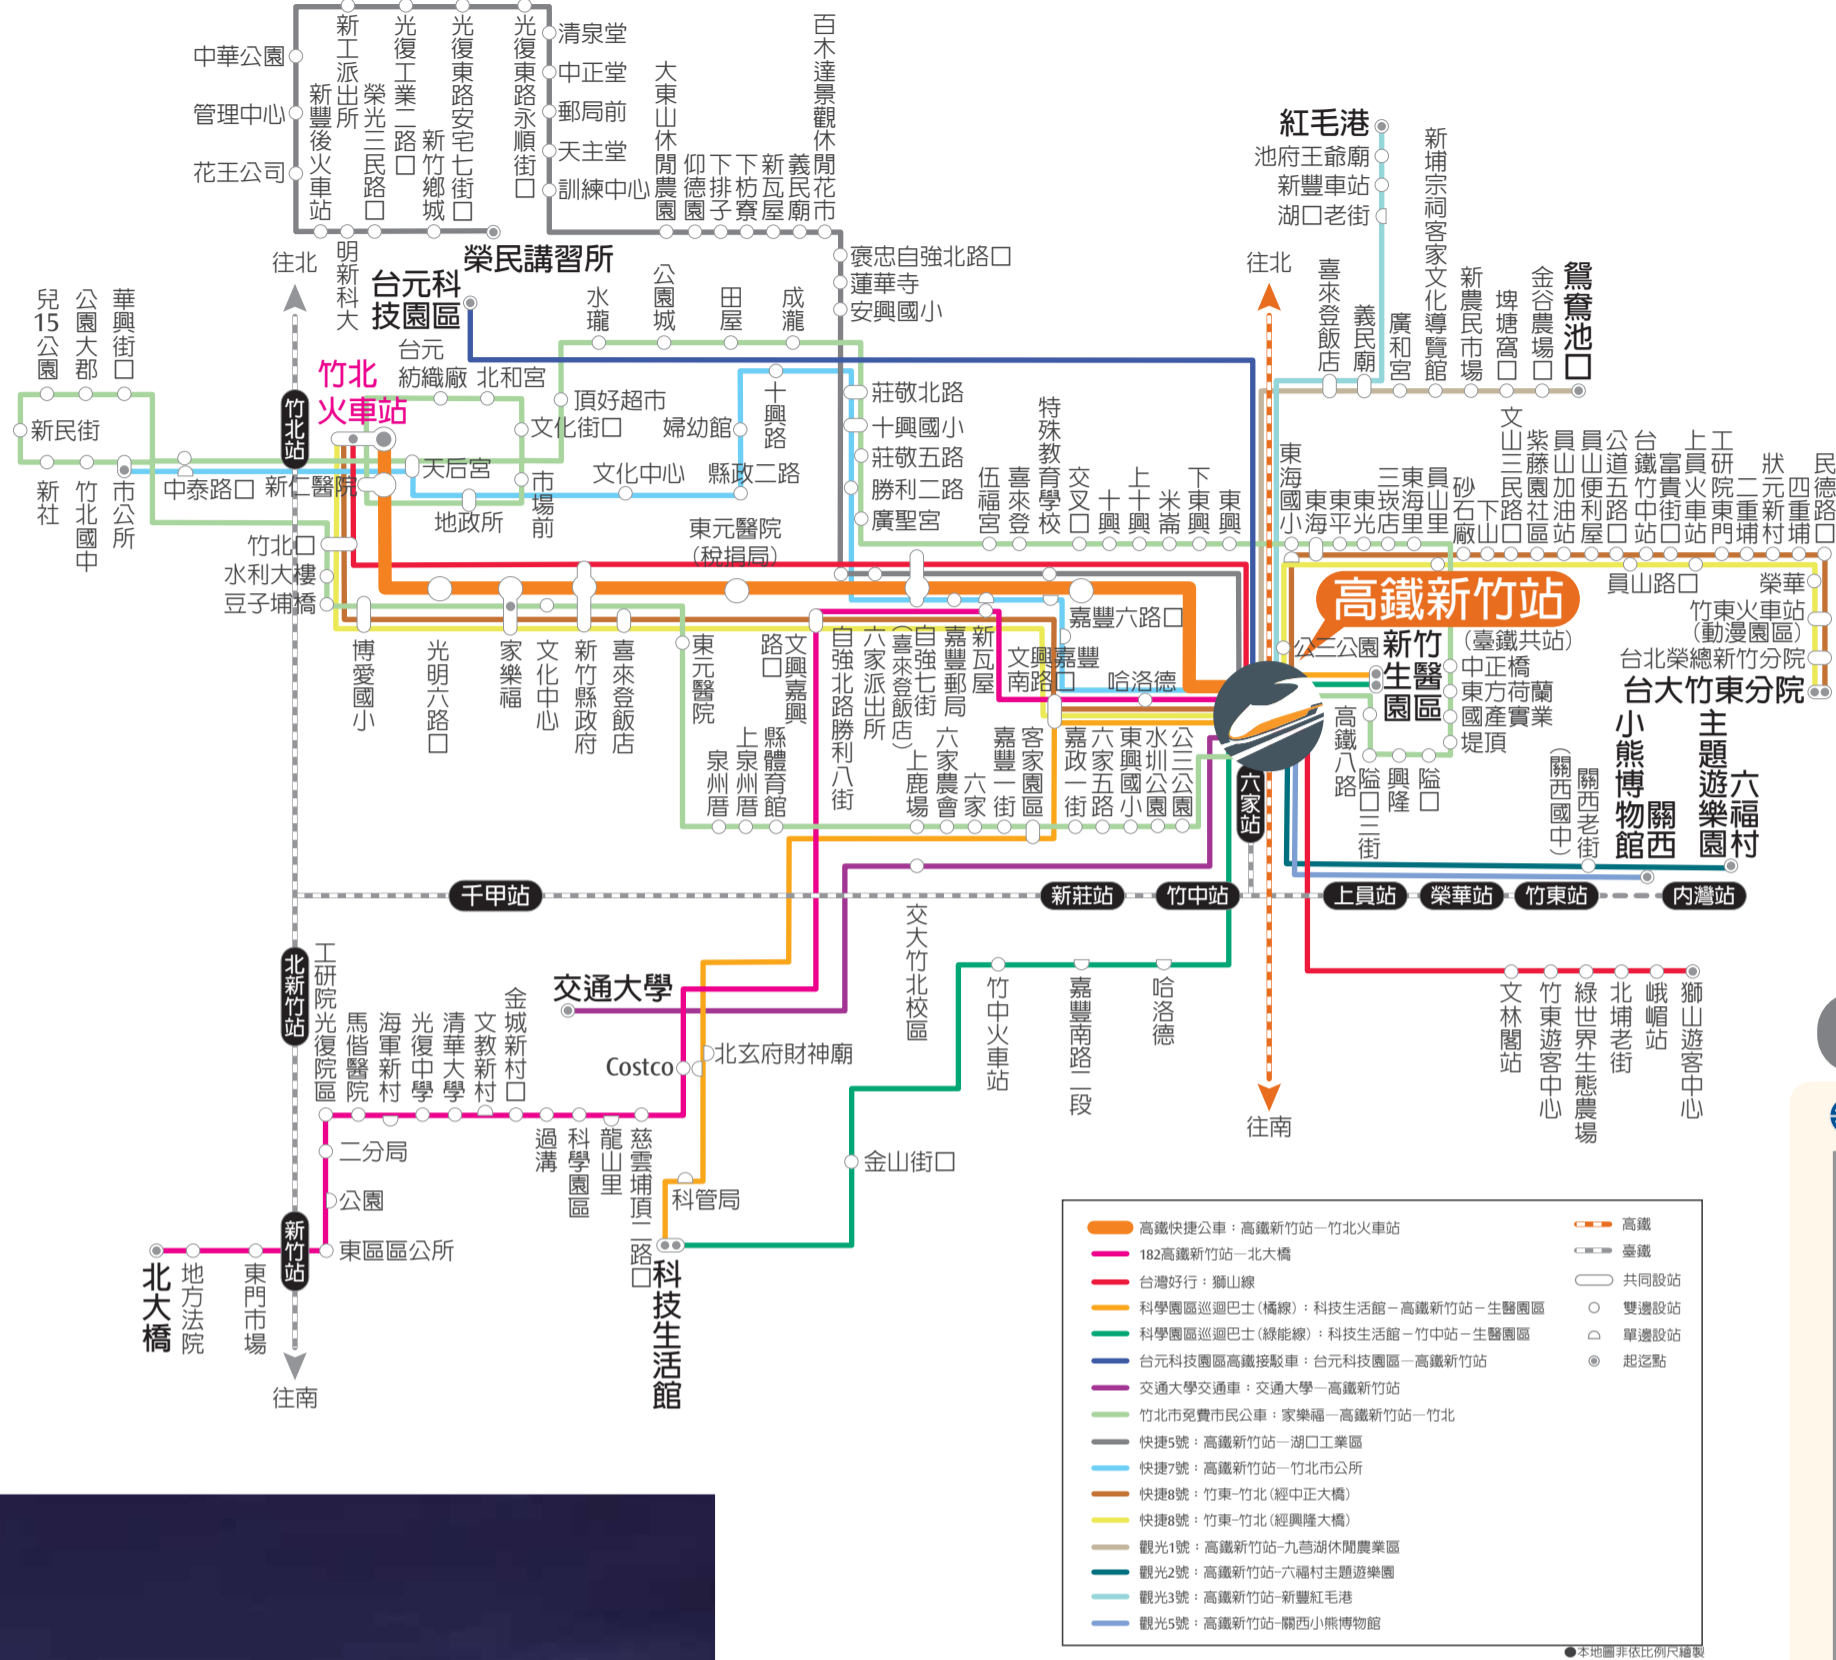 中華公園
管理中心
花王公司
新豐後火車站
新工派出所
榮光三民路口
光復工業二路口
新竹鄉城
光復東路安宅七街口
光復東路永順街口
明新科大
榮民講習所
清泉堂
中正堂
郵局前
天主堂
訓練中心
大東山休閒農園
仰德園
下排子
下枋寮
新瓦屋
義民廟
百木達景觀休閒花市
褒忠自強北路口
蓮華寺
安興國小
往北
台元科
技園區
水瓏
公園城
田屋
成瀧
兒15公園
公園大郡
華興街口
新民街
新社
竹北國中
市公所
中泰路口
新仁醫院
竹北站
竹北
火車站
台元
紡織廠
北和宮
文化街口
頂好超市
天后宮
地政所
市場前
文化中心
婦幼館
縣政二路
十興路
莊敬北路
十興國小
莊敬五路
勝利二路
廣聖宮
竹北口
水利大樓
豆子埔橋
東元醫院
(稅捐局)
伍福宮
喜來登
特殊教育學校
交叉口
十興
上十興
米崙
下東興
東興
博愛國小
光明六路口
家樂福
文化中心
新竹縣政府
喜來登飯店
東元醫院
文興嘉興
路口
自強北路勝利八街
六家派出所
自強七街
(喜來登飯店)
嘉豐郵局
新瓦屋
文興嘉豐
南路口
嘉豐六路口
哈洛德
泉州厝
上泉州厝
縣體育館
上鹿場
六家農會
六家
嘉豐一街
客家園區
嘉政一街
六家五路
東興國小
水圳公園
公三公園
紅毛港
池府王爺廟
新豐車站
湖口老街
往北
喜來登飯店
義民廟
廣和宮
新埔宗祠客家文化導覽館
新農民市場
埤塘窩口
金谷農場口
鴛鴦池口
東海國小
東海
東平
東光
三崁店
東海里
員山里
砂石廠
下山
文山三民路口
紫藤園社區
員山加油站
員山便利屋
公道五路口
台鐵竹中站
富貴街口
上員火車站
工研院東門
二重埔
狀元新村
四重埔
民德路口
員山路口
榮華
竹東火車站
(動漫園區)
台北榮總新竹分院
台大竹東分院
高鐵新竹站
(臺鐵共站)
公三公園
新竹
生醫
園區
中正橋
東方荷蘭
國產實業
堤頂
高鐵八路
隘口三街
興隆
隘口
六家站
關西老街
(關西國中)
關西
小熊博物館
六福村
主題遊樂園
千甲站
新莊站
竹中站
上員站
榮華站
竹東站
內灣站
北新竹站
新竹站
工研院光復院區
馬偕醫院
海軍新村
光復中學
清華大學
文教新村
金城新村口
交通大學
Costco
北玄府財神廟
交大竹北校區
竹中火車站
嘉豐南路二段
哈洛德
往南
文林閣站
竹東遊客中心
綠世界生態農場
北埔老街
峨嵋站
獅山遊客中心
二分局
公園
東區區公所
過溝
科學園區
龍山里
慈雲埔頂二路口
科管局
金山街口
科技生活館
北大橋
地方法院
東門市場
往南
高鐵快捷公車：高鐵新竹站—竹北火車站
182高鐵新竹站—北大橋
台灣好行：獅山線
科學園區巡迴巴士(橘線)：科技生活館－高鐵新竹站－生醫園區
科學園區巡迴巴士(綠能線)：科技生活館－竹中站－生醫園區
台元科技園區高鐵接駁車：台元科技園區—高鐵新竹站
交通大學交通車：交通大學—高鐵新竹站
竹北市免費市民公車：家樂福—高鐵新竹站—竹北
快捷5號：高鐵新竹站—湖口工業區
快捷7號：高鐵新竹站—竹北市公所
快捷8號：竹東-竹北(經中正大橋)
快捷8號：竹東-竹北(經興隆大橋)
觀光1號：高鐵新竹站-九芎湖休閒農業區
觀光2號：高鐵新竹站-六福村主題遊樂園
觀光3號：高鐵新竹站-新豐紅毛港
觀光5號：高鐵新竹站-關西小熊博物館
高鐵
臺鐵
共同設站
雙邊設站
單邊設站
起迄點
●本地圖非依比例尺繪製